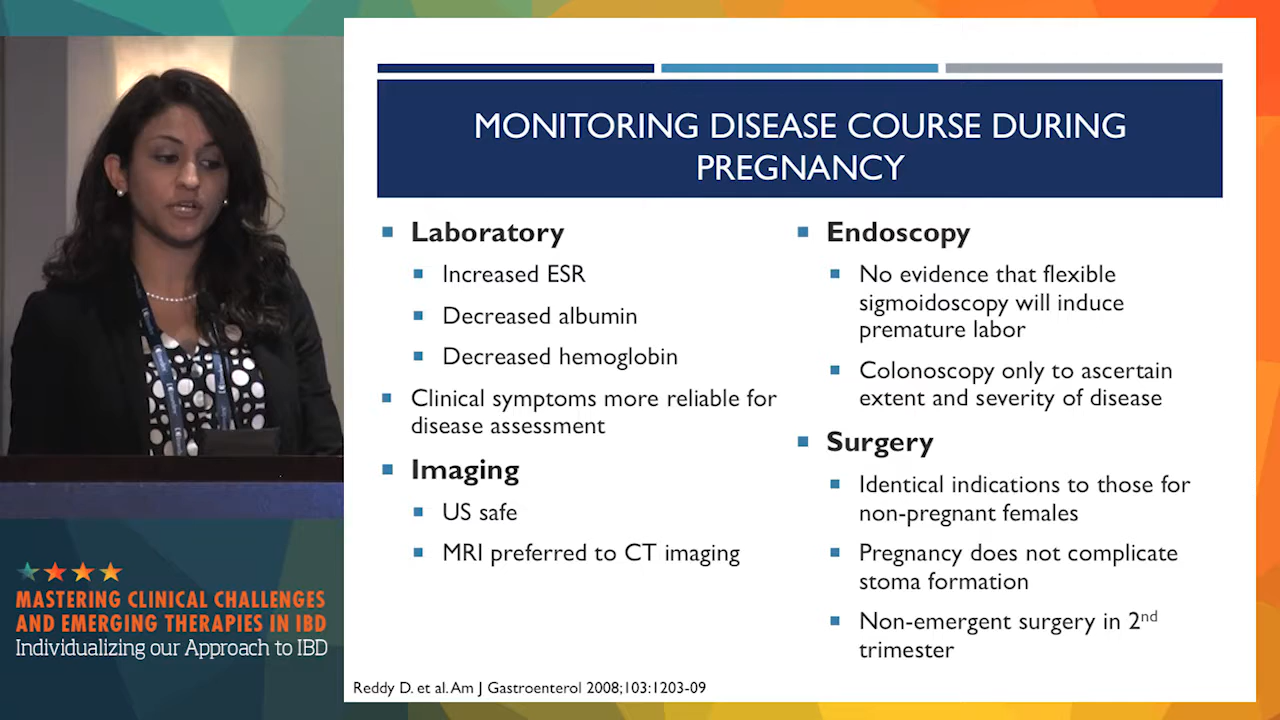 MONITORING DISEASE COURSE DURING
PREGNANCY
Laboratory
Increased ESR
Decreased albumin
Decreased hemoglobin
Clinical symptoms more reliable for
disease assessment
Imaging
US safe
MRI preferred to CT imaging
Endoscopy
No evidence that flexible
sigmoidoscopy will induce
premature labor
Colonoscopy only to ascertain
extent and severity of disease
Surgery
Identical indications to those for
non-pregnant females
Pregnancy does not complicate
stoma formation
Non-emergent surgery in 2nd
trimester
Reddy D. et al. Am J Gastroenterol 2008;103:1203-09
MASTERING CLINICAL CHALLENGES
AND EMERGING THERAPIES IN IBD
Individualizing our Approach to IBD